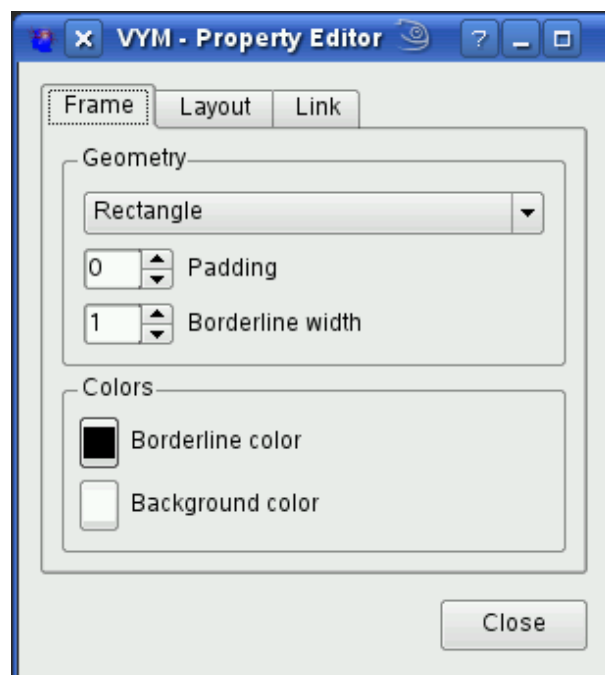 VYM - Property Editor ?
Frame Layout Link
Geometry
Rectangle
0 Padding
1 Borderline width
Colors
Borderline color
Background color
Close